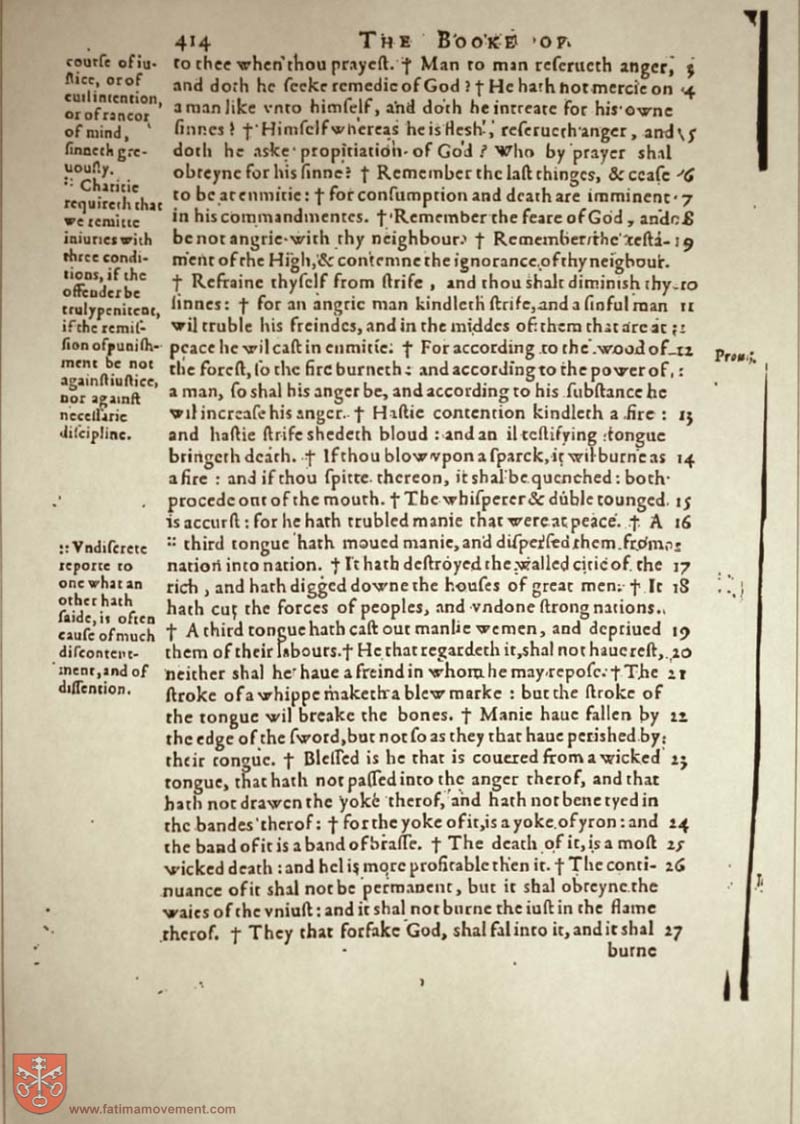 414 THE BOOKE OF
courſe of iu-
ſtice, or of
euil intention,
or of rancor
of mind,
ſinneth gre-
uouſly.
:: Charitie
requireth that
we remitte
iniuries with
three condi-
tions, if the
offender be
truly penitent,
if the remiſ-
ſion of puniſh-
ment be not
againſt iuſtice,
nor againſt
neceſſarie
diſcipline.
:: Vndiſcrete
reporte to
one what an
other hath
ſaide, is often
cauſe of much
diſcontent-
ment, and of
diſſention.
to thee when thou prayeſt. † Man to man reſerueth anger, 3
and doth he ſeeke remedie of God? † He hath not mercie on 4
a man like vnto himſelf, and doth he intreate for his owne
ſinnes? † Himſelf whereas he is fleſh, reſerueth anger, and 5
doth he aske propitiation of God? Who by prayer shal
obteyne for his ſinne? † Remember the laſt thinges, & ceaſe 6
to be at enmitie: † for conſumption and death are imminent 7
in his commandmentes. † Remember the feare of God, and 8
be not angrie with thy neighbour. † Remember the teſta- 9
ment of the High, & contemne the ignorance of thy neighbour.
† Refraine thyſelf from ſtrife, and thou shalt diminish thy 10
ſinnes: † for an angrie man kindleth ſtrife, and a ſinful man 11
wil truble his freindes, and in the middes of them that are at
peace he wil caſt in enmitie. † For according to the wood of 12
the foreſt, ſo the fire burneth: and according to the power of
a man, ſo shal his anger be, and according to his ſubſtance he
wil increaſe his anger. † Haſtie contention kindleth a fire: 13
and haſtie ſtrife shedeth bloud: and an il teſtifying tongue
bringeth death. † If thou blow vpon a ſparck, it wil burne as 14
a fire: and if thou ſpitte thereon, it shal be quenched: both
procede out of the mouth. † The whiſperer & duble tounged 15
is accurſt: for he hath trubled manie that were at peace. † A 16
:: third tongue hath moued manie, and diſperſed them from
nation into nation. † It hath deſtroyed the walled citie of the 17
rich, and hath digged downe the houſes of great men. † It 18
hath cut the forces of peoples, and vndone ſtrong nations.
† A third tongue hath caſt out manlie wemen, and depriued 19
them of their labours. † He that regardeth it, shal not haue reſt, 20
neither shal he haue a freind in whom he may repoſe. † The 21
ſtroke of a whippe maketh a blew marke: but the ſtroke of
the tongue wil breake the bones. † Manie haue fallen by 22
the edge of the ſword, but not ſo as they that haue perished by
their tongue. † Bleſſed is he that is couered from a wicked 23
tongue, that hath not paſſed into the anger therof, and that
hath not drawen the yoke therof, and hath not bene tyed in
the bandes therof: † for the yoke of it, is a yoke of yron: and 24
the band of it is a band of braſſe. † The death of it, is a moſt 25
wicked death: and hel is more profitable then it. † The conti- 26
nuance of it shal not be permanent, but it shal obteyne the
waies of the vniuſt: and it shal not burne the iuſt in the flame
therof. † They that forſake God, shal fal into it, and it shal 27
burne
www.fatimamovement.com